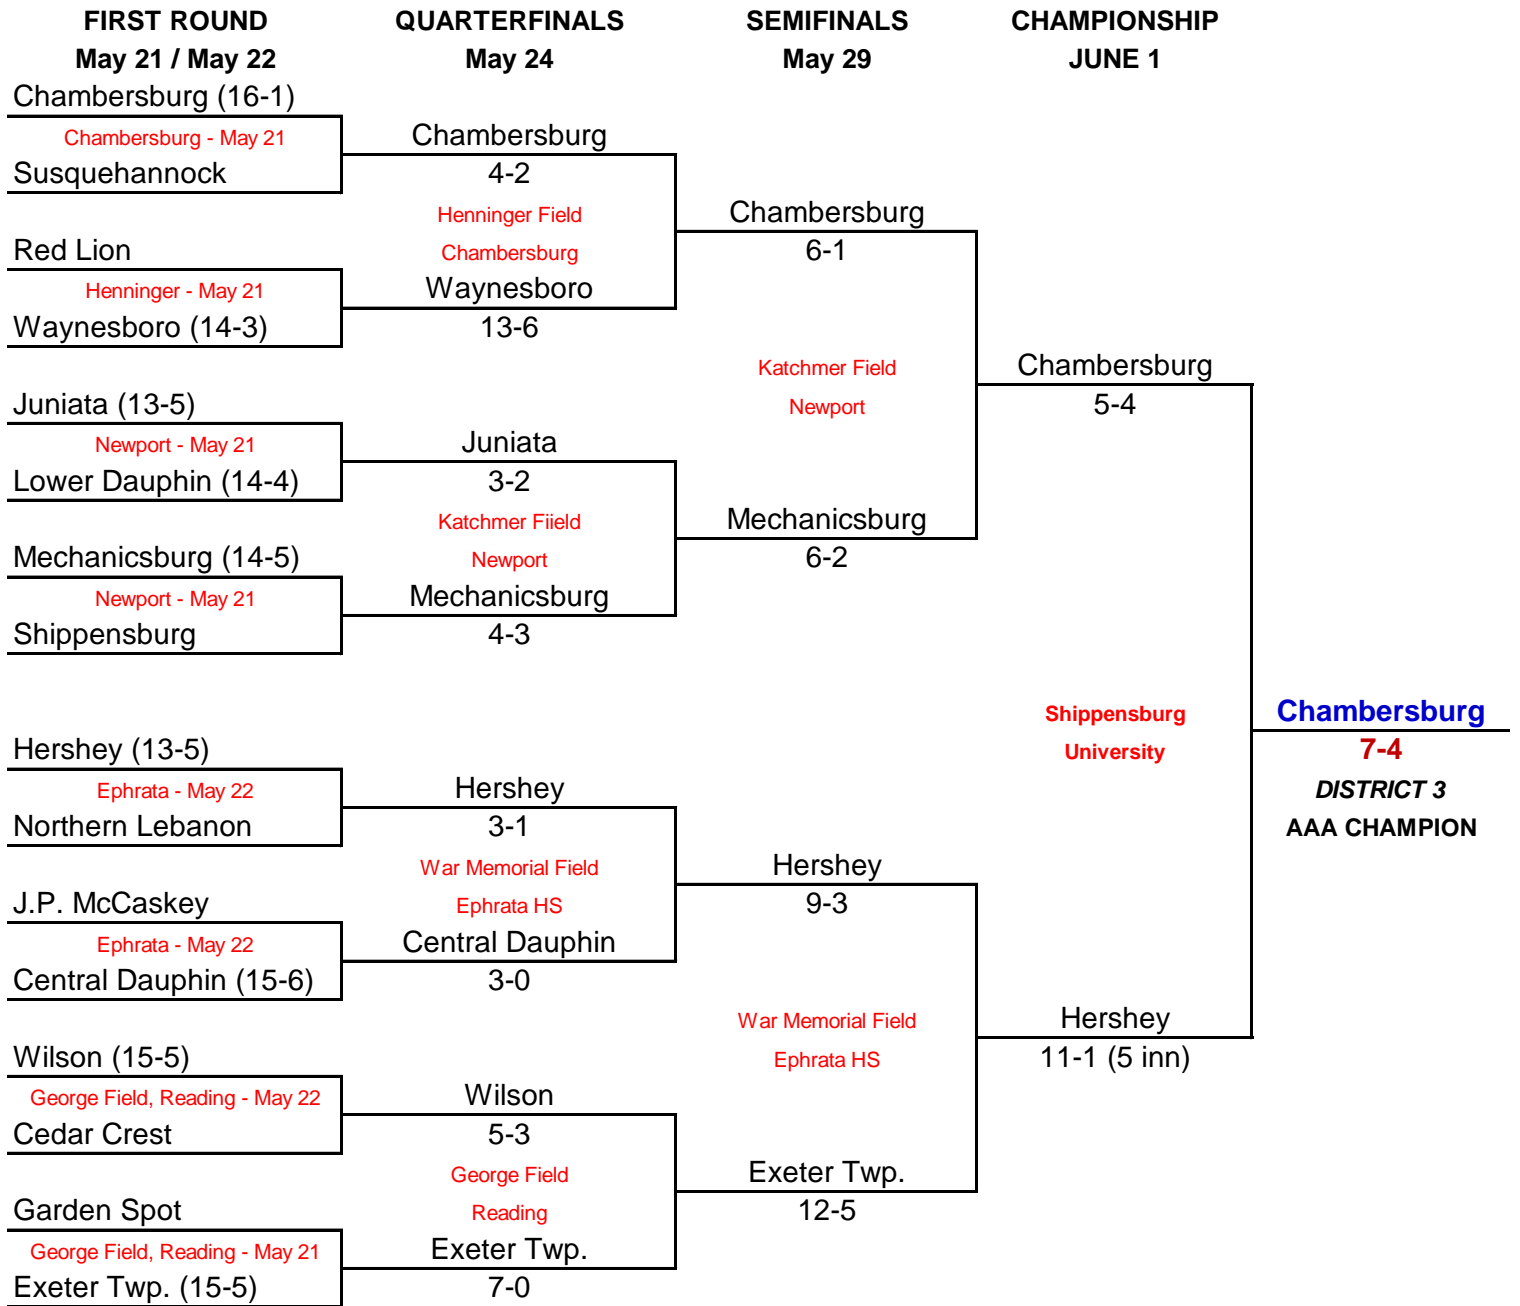 FIRST ROUND
May 21 / May 22
QUARTERFINALS
May 24
SEMIFINALS
May 29
CHAMPIONSHIP
JUNE 1
Chambersburg (16-1)
Chambersburg - May 21
Susquehannock
Red Lion
Henninger - May 21
Waynesboro (14-3)
Juniata (13-5)
Newport - May 21
Lower Dauphin (14-4)
Mechanicsburg (14-5)
Newport - May 21
Shippensburg
Hershey (13-5)
Ephrata - May 22
Northern Lebanon
J.P. McCaskey
Ephrata - May 22
Central Dauphin (15-6)
Wilson (15-5)
George Field, Reading - May 22
Cedar Crest
Garden Spot
George Field, Reading - May 21
Exeter Twp. (15-5)
Chambersburg
4-2
Henninger Field
Chambersburg
Waynesboro
13-6
Juniata
3-2
Katchmer Fiield
Newport
Mechanicsburg
4-3
Hershey
3-1
War Memorial Field
Ephrata HS
Central Dauphin
3-0
Wilson
5-3
George Field
Reading
Exeter Twp.
7-0
Chambersburg
6-1
Katchmer Field
Newport
Mechanicsburg
6-2
Hershey
9-3
War Memorial Field
Ephrata HS
Exeter Twp.
12-5
Chambersburg
5-4
Shippensburg
University
Hershey
11-1 (5 inn)
Chambersburg
7-4
DISTRICT 3
AAA CHAMPION